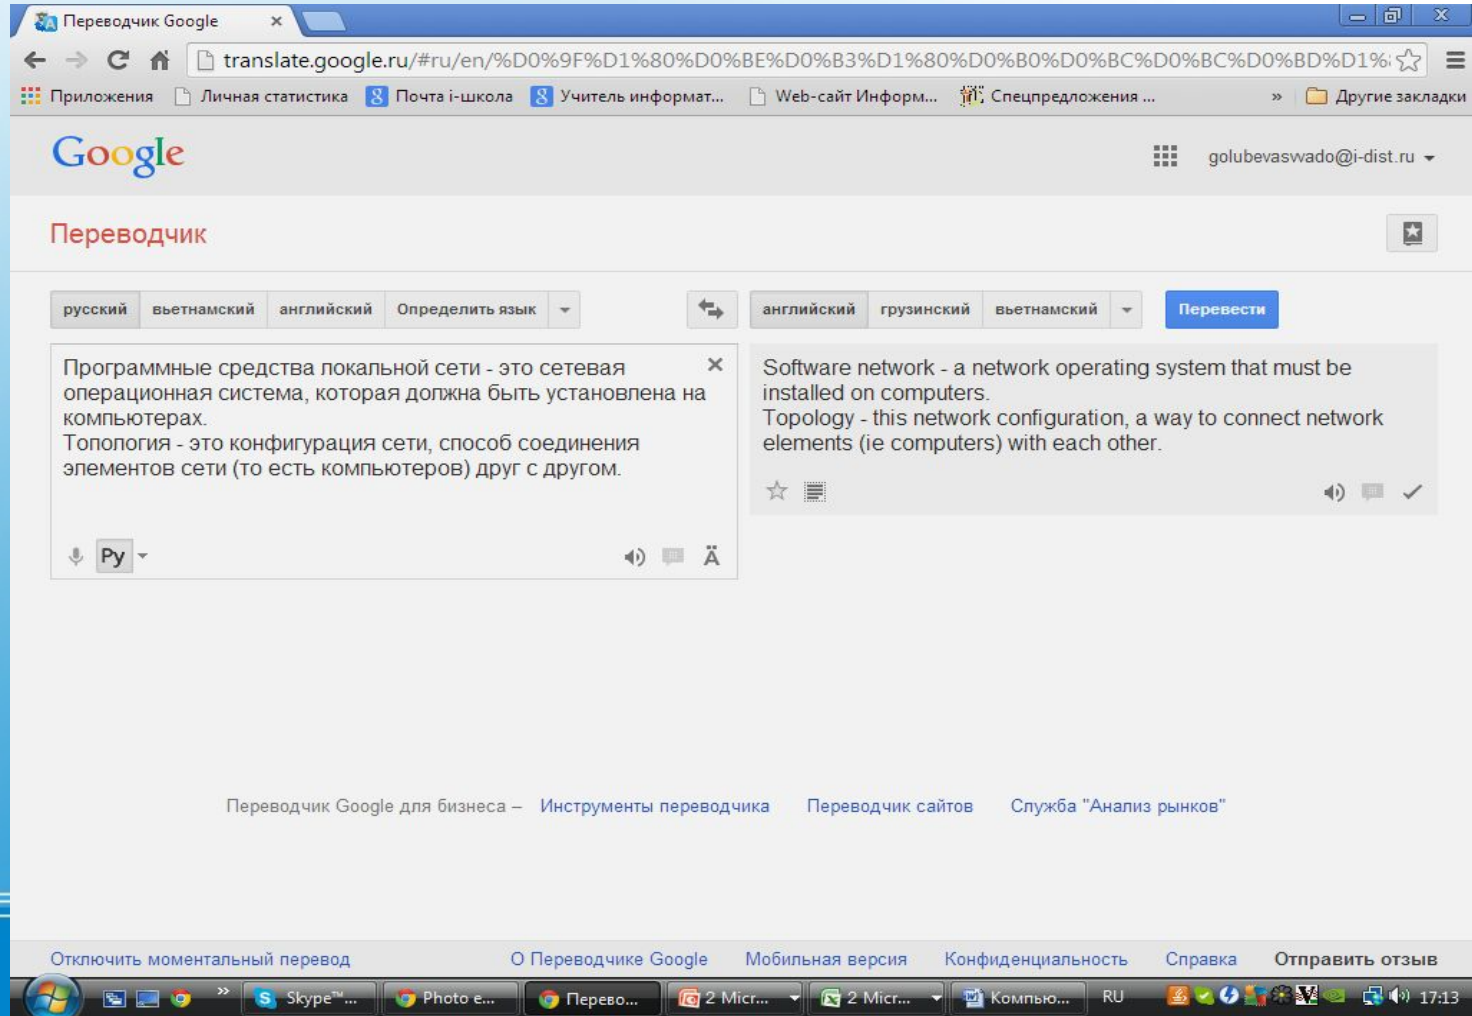 Переводчик Google
translate.google.ru/#ru/en/%D0%9F%D1%80%D0%BE%D0%B3%D1%80%D0%B0%D0%BC%D0%BC%D0%BD%D1%
Приложения Личная статистика Почта i-школа Учитель информат... Web-сайт Информ... Спецпредложения ... » Другие закладки
Google golubevaswado@i-dist.ru
Переводчик
русский вьетнамский английский Определить язык английский грузинский вьетнамский Перевести
Программные средства локальной сети - это сетевая
операционная система, которая должна быть установлена на
компьютерах.
Топология - это конфигурация сети, способ соединения
элементов сети (то есть компьютеров) друг с другом.
Ру Ä
Software network - a network operating system that must be
installed on computers.
Topology - this network configuration, a way to connect network
elements (ie computers) with each other.
Переводчик Google для бизнеса – Инструменты переводчика Переводчик сайтов Служба "Анализ рынков"
Отключить моментальный перевод О Переводчике Google Мобильная версия Конфиденциальность Справка Отправить отзыв
» Skype™... Photo e... Перево... 2 Micr... 2 Micr... Компью... RU 17:13